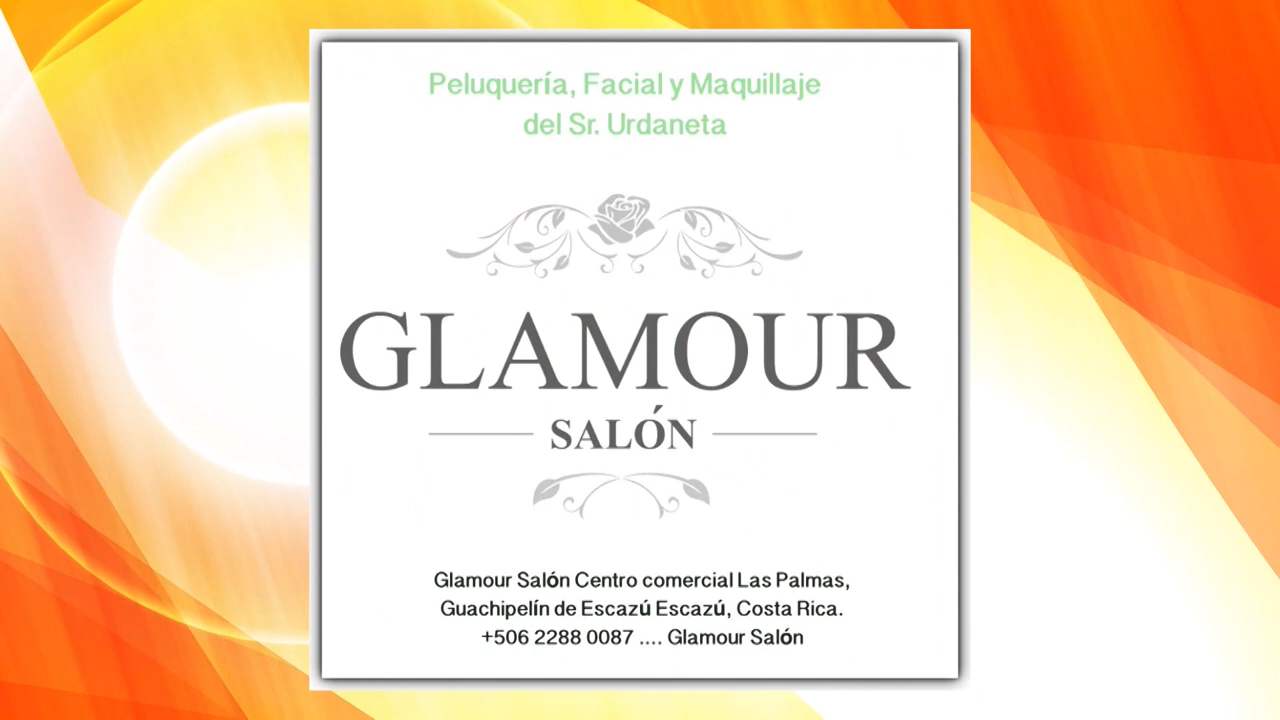 Peluquería, Facial y Maquillaje
del Sr. Urdaneta
GLAMOUR
SALÓN
Glamour Salón Centro comercial Las Palmas,
Guachipelín de Escazú Escazú, Costa Rica.
+506 2288 0087 .... Glamour Salón